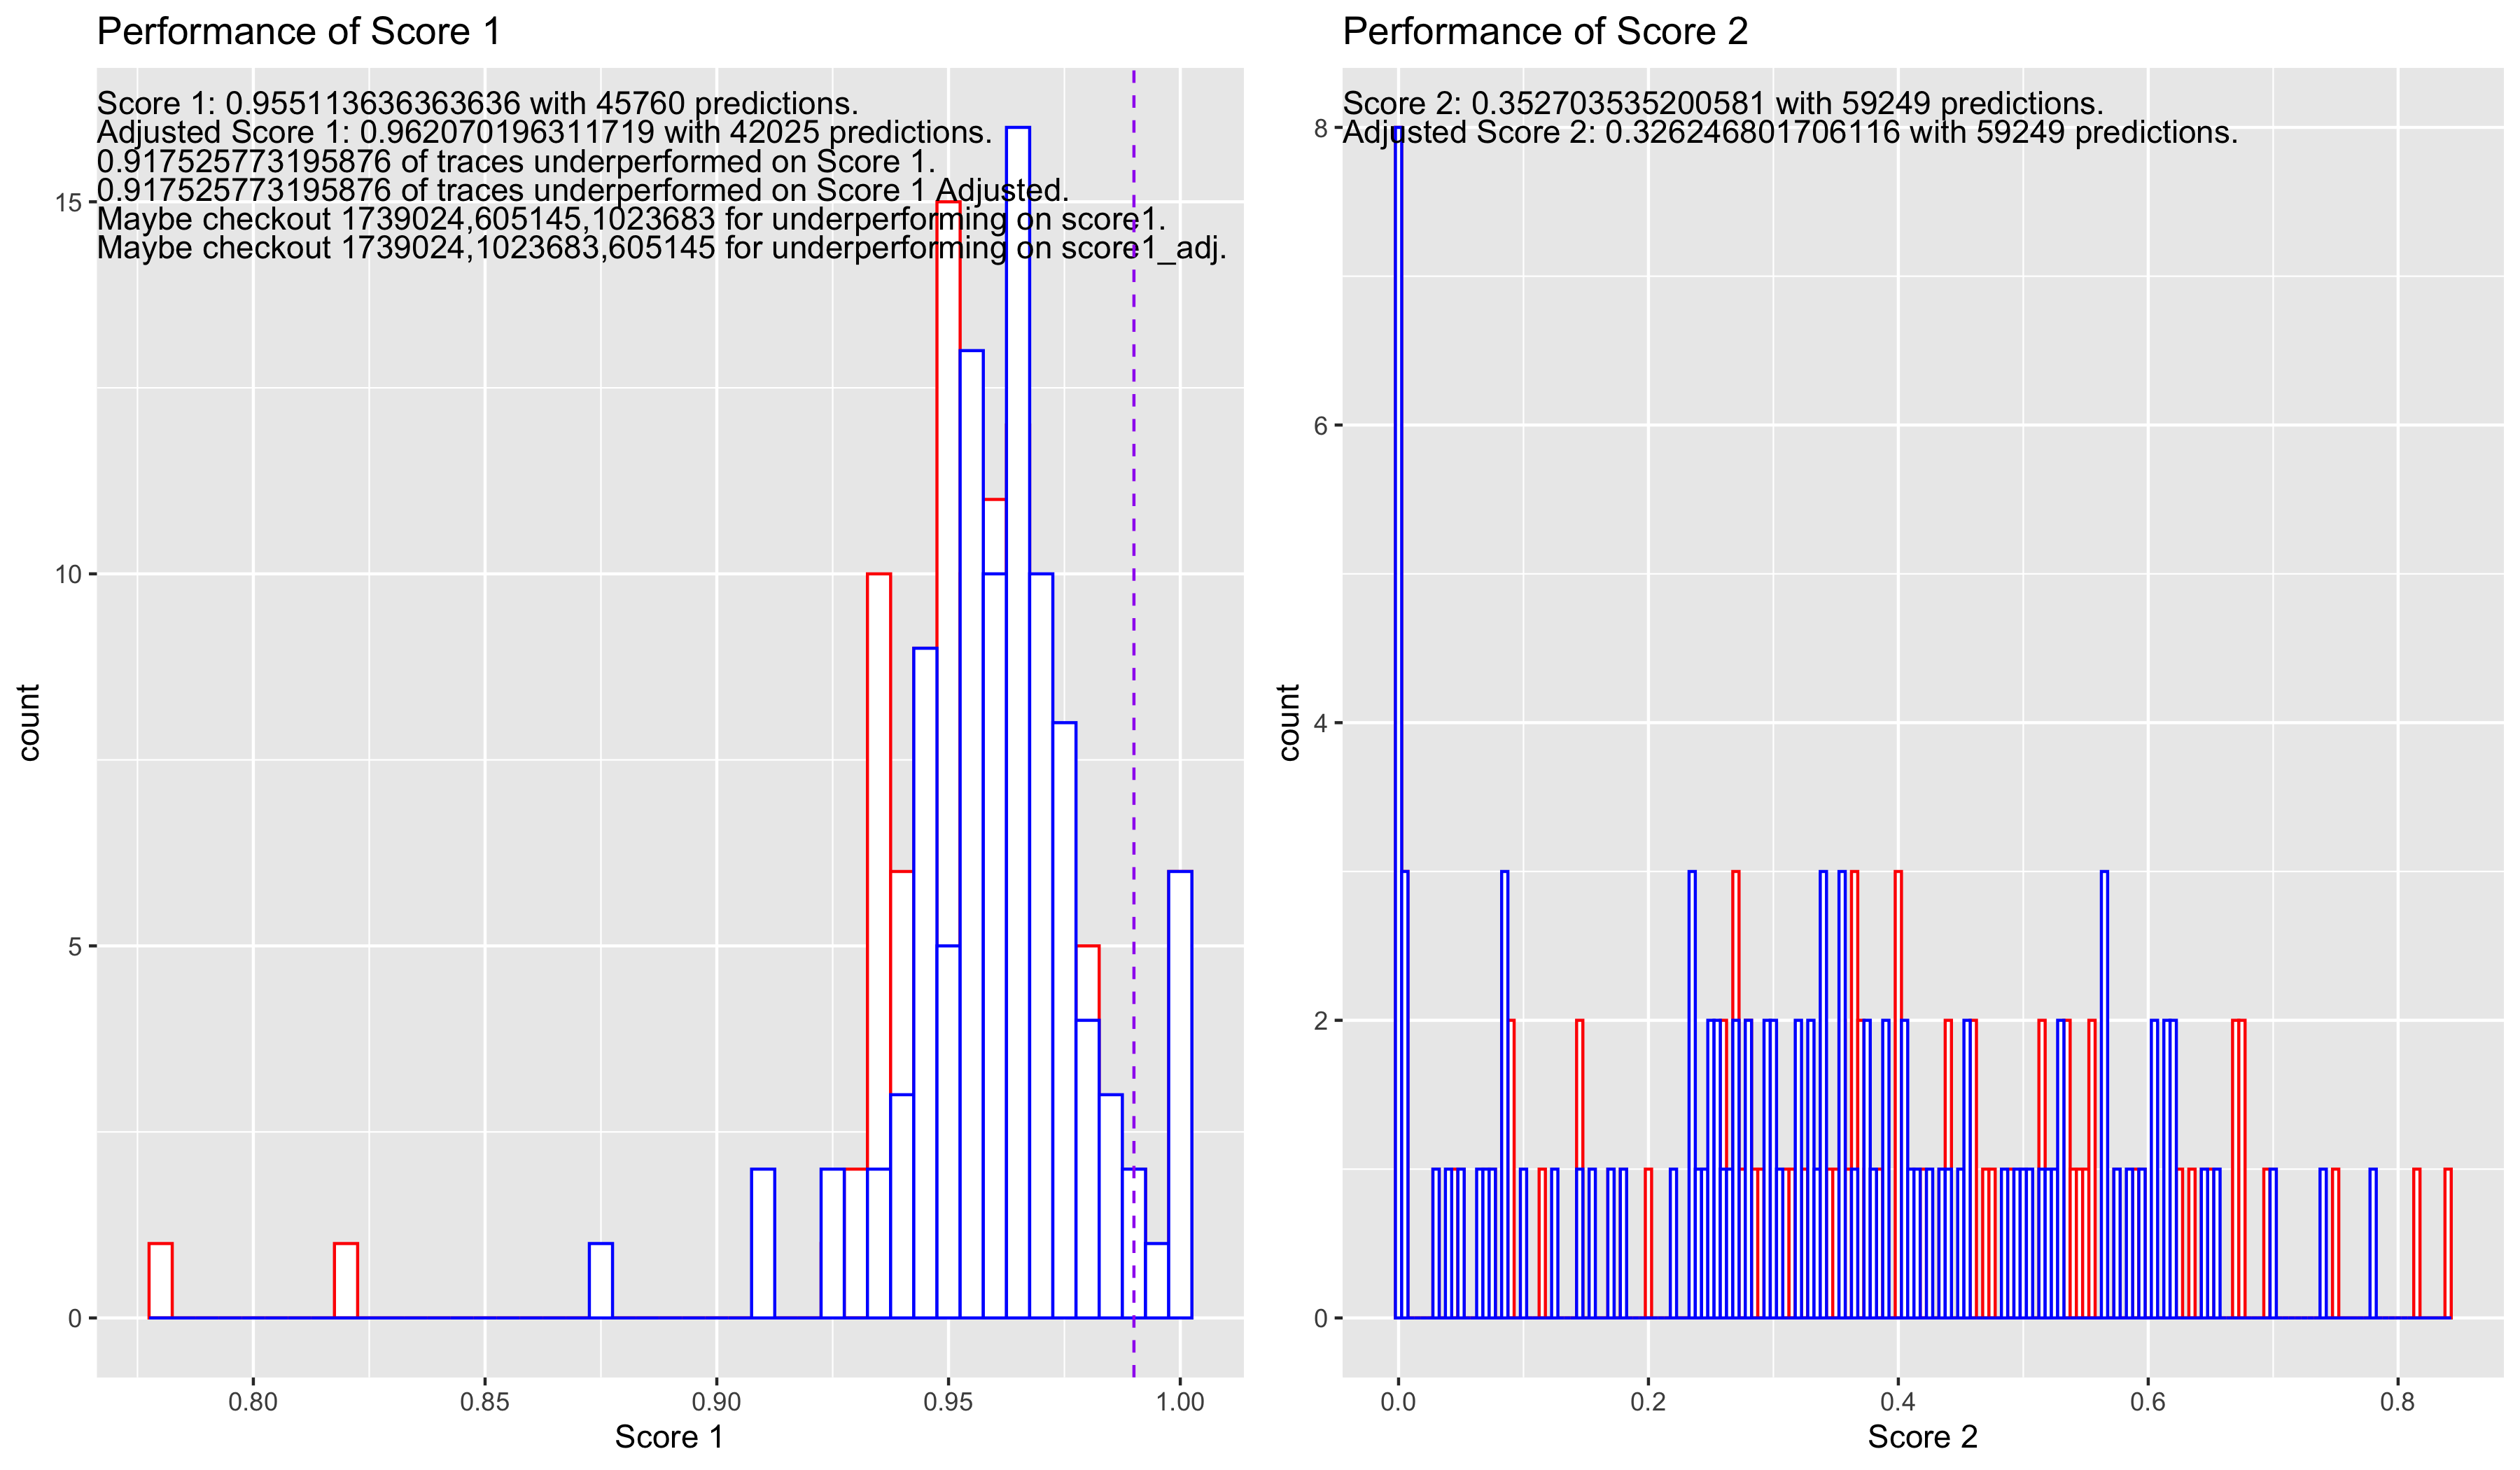 Performance of Score 1
Score 1: 0.955113636363636 with 45760 predictions.
Adjusted Score 1: 0.962070196311719 with 42025 predictions.
0.917525773195876 of traces underperformed on Score 1.
0.917525773195876 of traces underperformed on Score 1 Adjusted.
Maybe checkout 1739024,605145,1023683 for underperforming on score1.
Maybe checkout 1739024,1023683,605145 for underperforming on score1_adj.
15
10
5
0
count
0.80 0.85 0.90 0.95 1.00
Score 1
Performance of Score 2
Score 2: 0.352703535200581 with 59249 predictions.
Adjusted Score 2: 0.326246801706116 with 59249 predictions.
8
6
4
2
0
count
0.0 0.2 0.4 0.6 0.8
Score 2